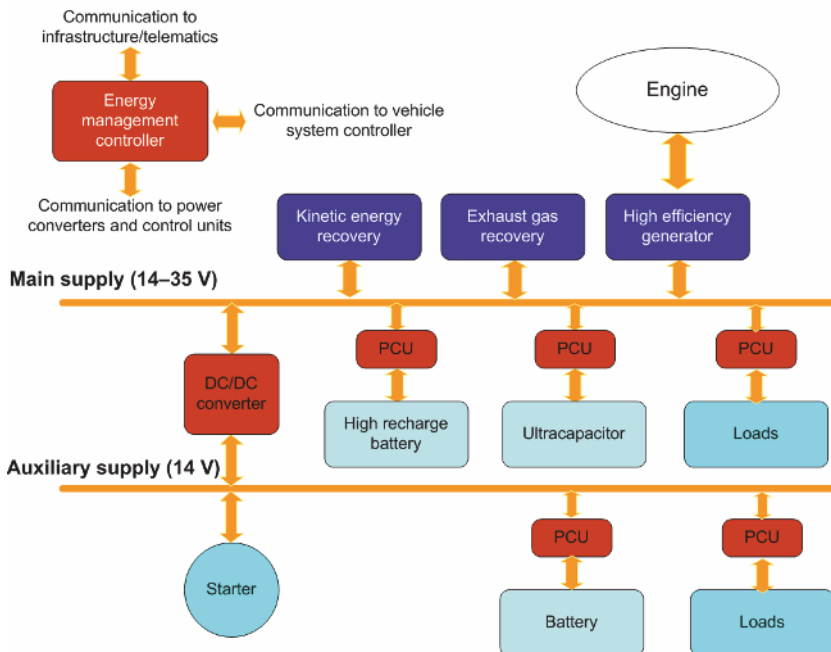 Communication to
infrastructure/telematics
Energy
management
controller
Communication to vehicle
system controller
Communication to power
converters and control units
Engine
Kinetic energy
recovery
Exhaust gas
recovery
High efficiency
generator
Main supply (14–35 V)
DC/DC
converter
PCU
PCU
PCU
High recharge
battery
Ultracapacitor
Loads
Auxiliary supply (14 V)
Starter
PCU
PCU
Battery
Loads